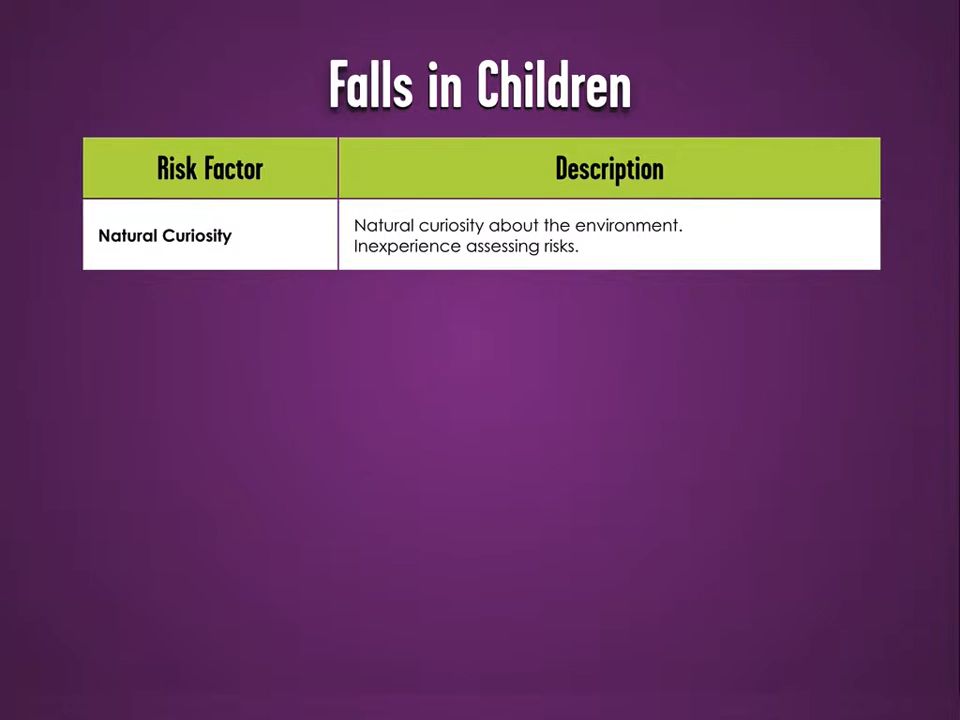 Falls in Children
Risk Factor
Description
Natural Curiosity
Natural curiosity about the environment.
Inexperience assessing risks.